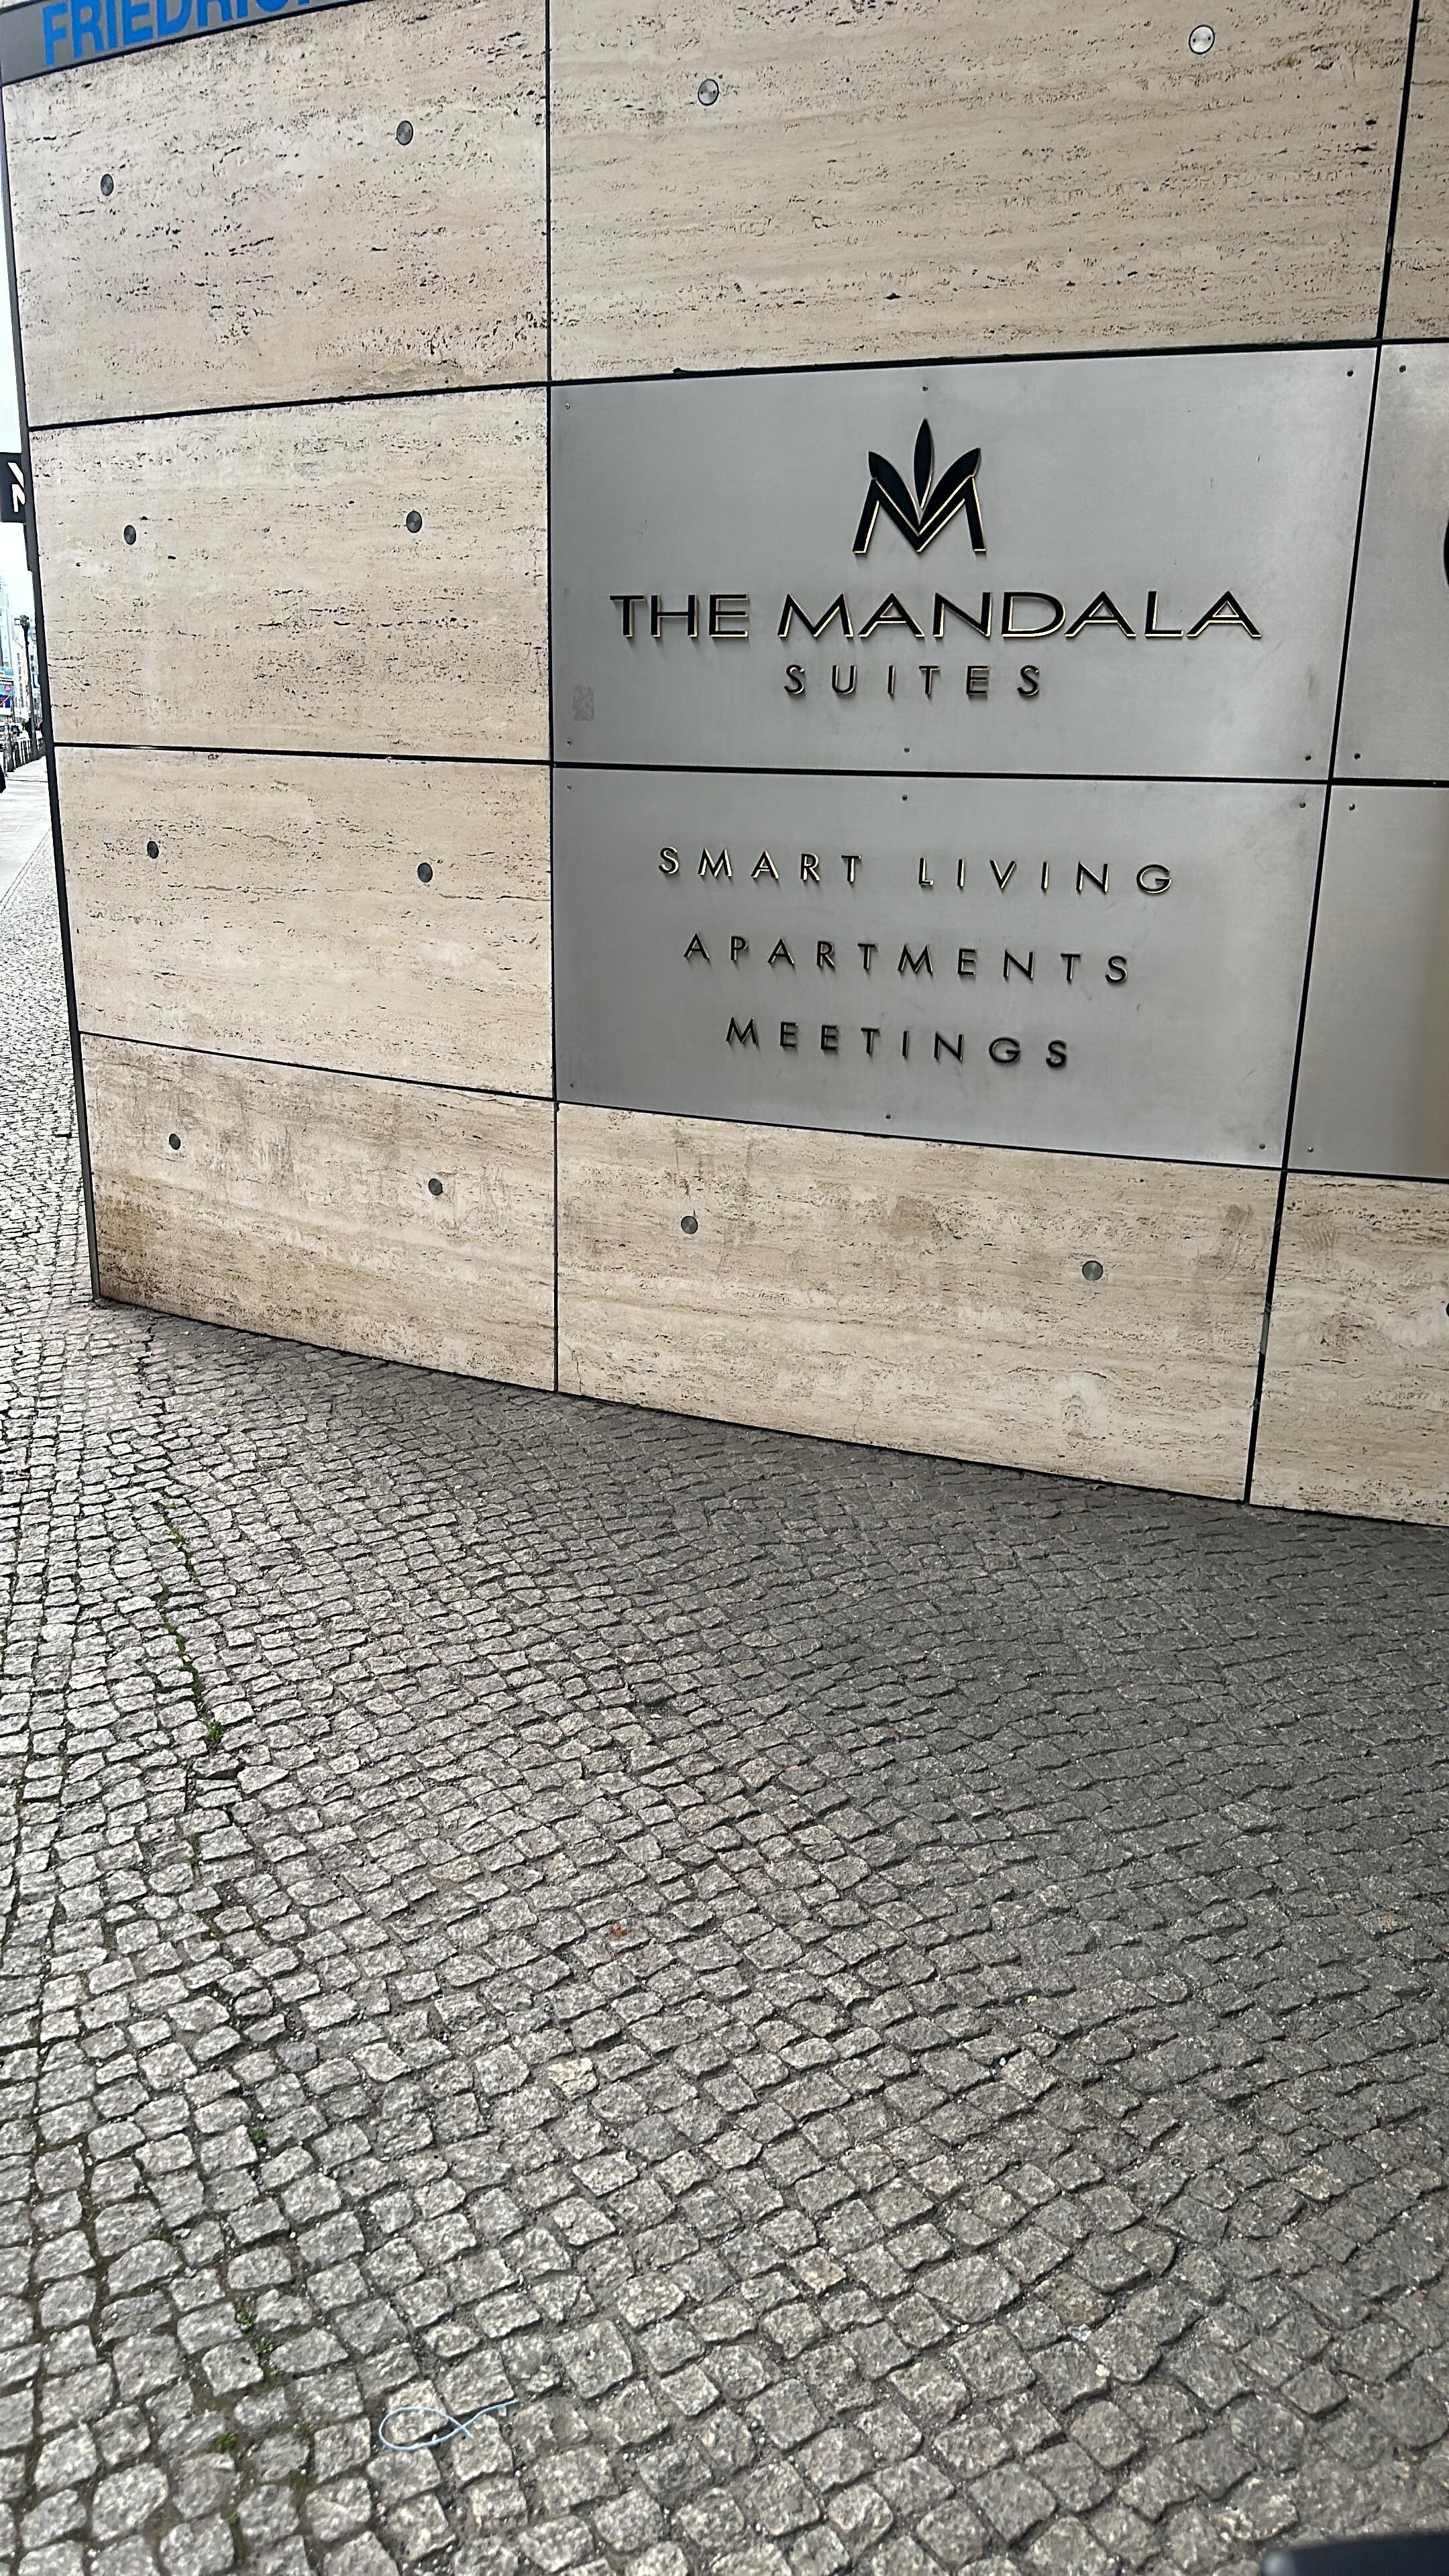 THE MANDALA
SUITES
SMART LIVING
APARTMENTS
MEETINGS